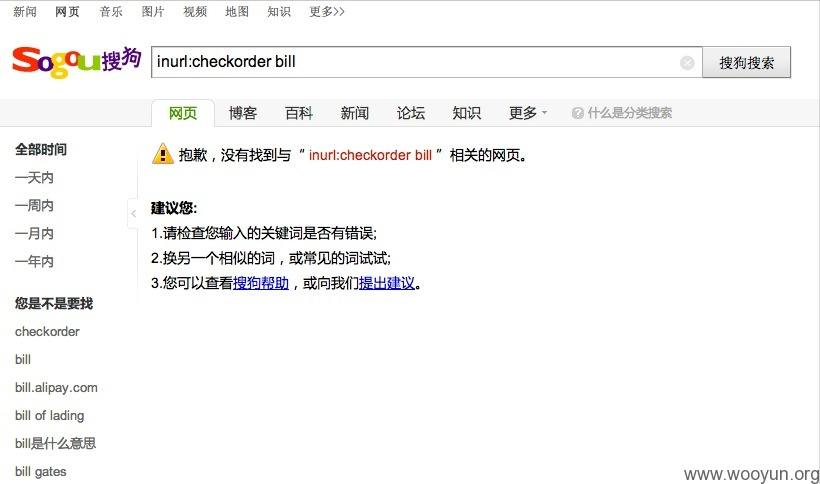 新闻 网页 音乐 图片 视频 地图 知识 更多>>
Sogou搜狗 inurl:checkorder bill 搜狗搜索
网页 博客 百科 新闻 论坛 知识 更多 什么是分类搜索
全部时间
一天内
一周内
一月内
一年内
您是不是要找
checkorder
bill
bill.alipay.com
bill of lading
bill是什么意思
bill gates
抱歉，没有找到与“ inurl:checkorder bill ”相关的网页。
建议您:
1.请检查您输入的关键词是否有错误;
2.换另一个相似的词，或常见的词试试;
3.您可以查看搜狗帮助，或向我们提出建议。
www.wooyun.org